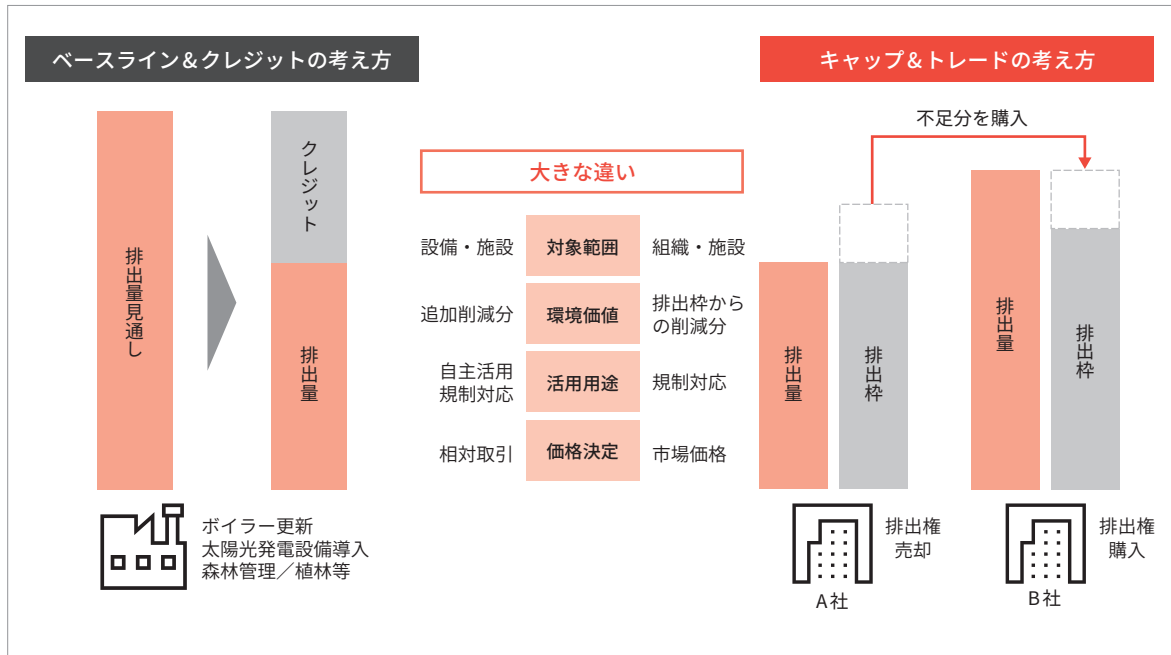 ベースライン＆クレジットの考え方
排出量見通し
クレジット
排出量
ボイラー更新
太陽光発電設備導入
森林管理／植林等
大きな違い
設備・施設
対象範囲
組織・施設
追加削減分
環境価値
排出枠から
の削減分
自主活用
規制対応
活用用途
規制対応
相対取引
価格決定
市場価格
キャップ＆トレードの考え方
不足分を購入
排出量
排出枠
排出量
排出枠
排出権
売却
A社
排出権
購入
B社